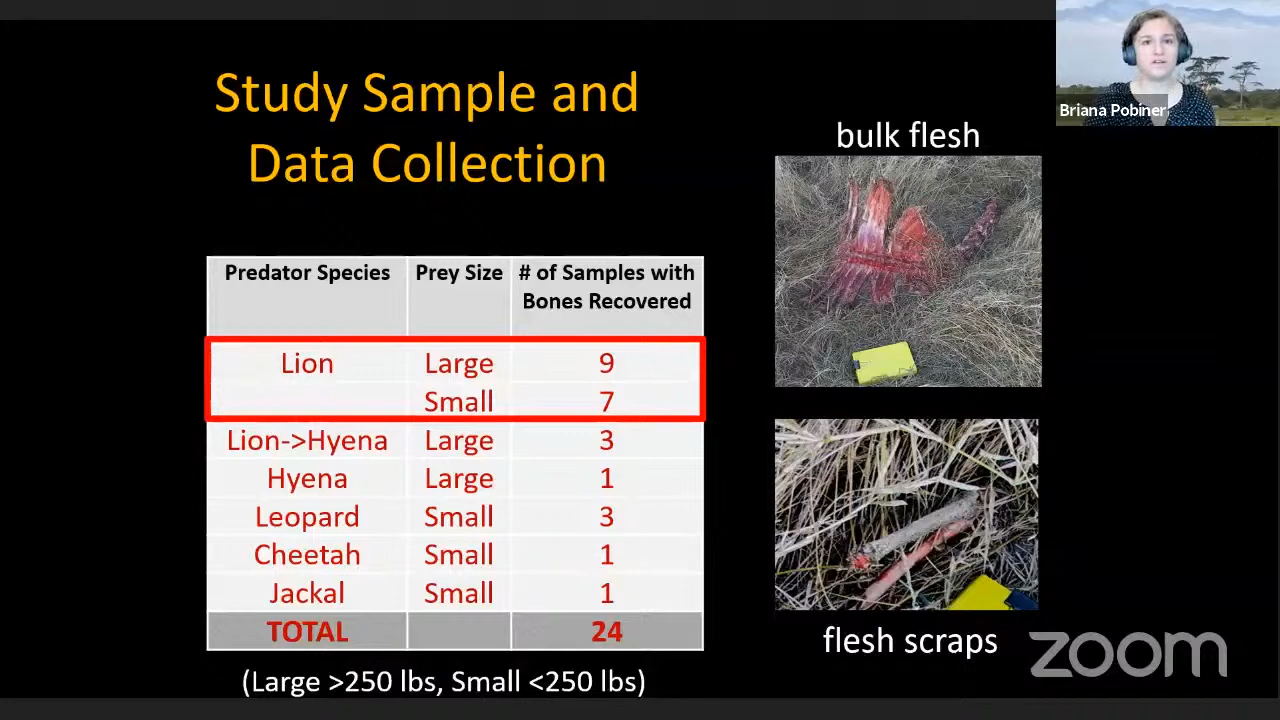 Study Sample and
Data Collection
Briana Pobiner
bulk flesh
Predator Species Prey Size # of Samples with
Bones Recovered
Lion Large 9
Small 7
Lion->Hyena Large 3
Hyena Large 1
Leopard Small 3
Cheetah Small 1
Jackal Small 1
TOTAL 24
(Large >250 lbs, Small <250 lbs)
flesh scraps
zoom